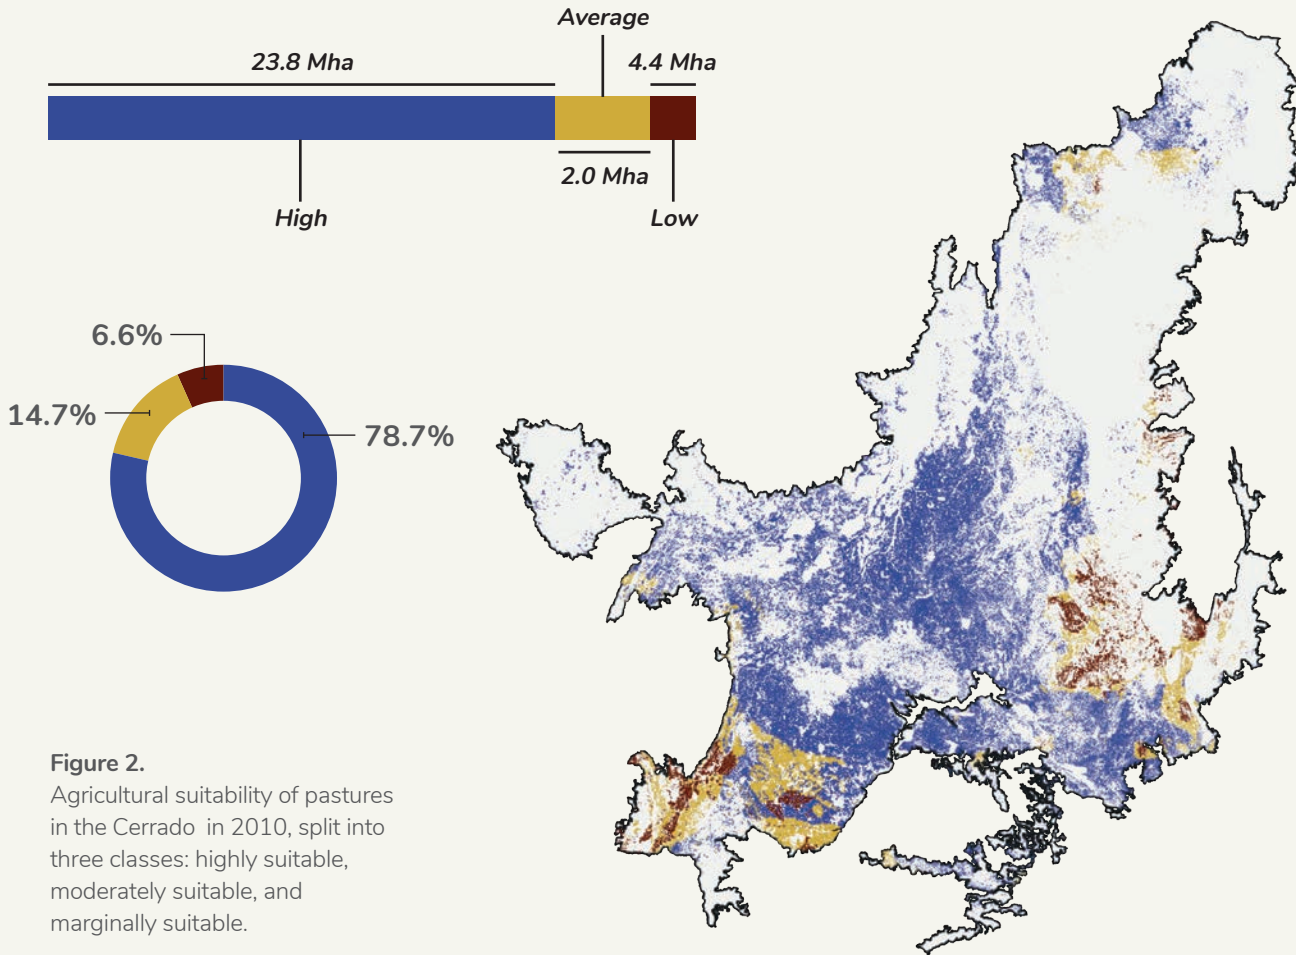 Average
23.8 Mha
4.4 Mha
2.0 Mha
High
Low
6.6%
14.7%
78.7%
Figure 2.
Agricultural suitability of pastures
in the Cerrado in 2010, split into
three classes: highly suitable,
moderately suitable, and
marginally suitable.